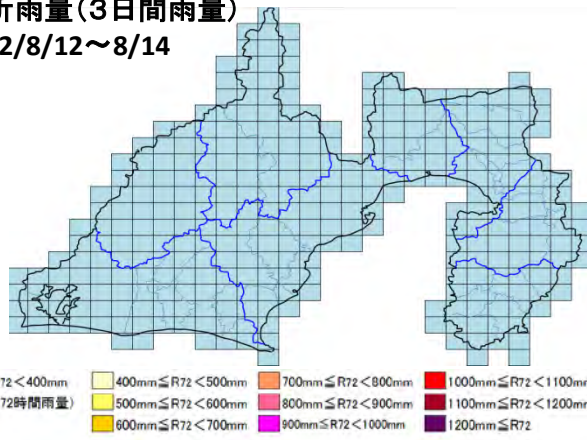 析雨量(3日間雨量)
2/8/12～8/14
72<400mm
400mm≦R72<500mm
700mm≦R72<800mm
1000mm≦R72<1100mm
72時間雨量)
500mm≦R72<600mm
800mm≦R72<900mm
1100mm≦R72<1200mm
600mm≦R72<700mm
900mm≦R72<1000mm
1200mm≦R72